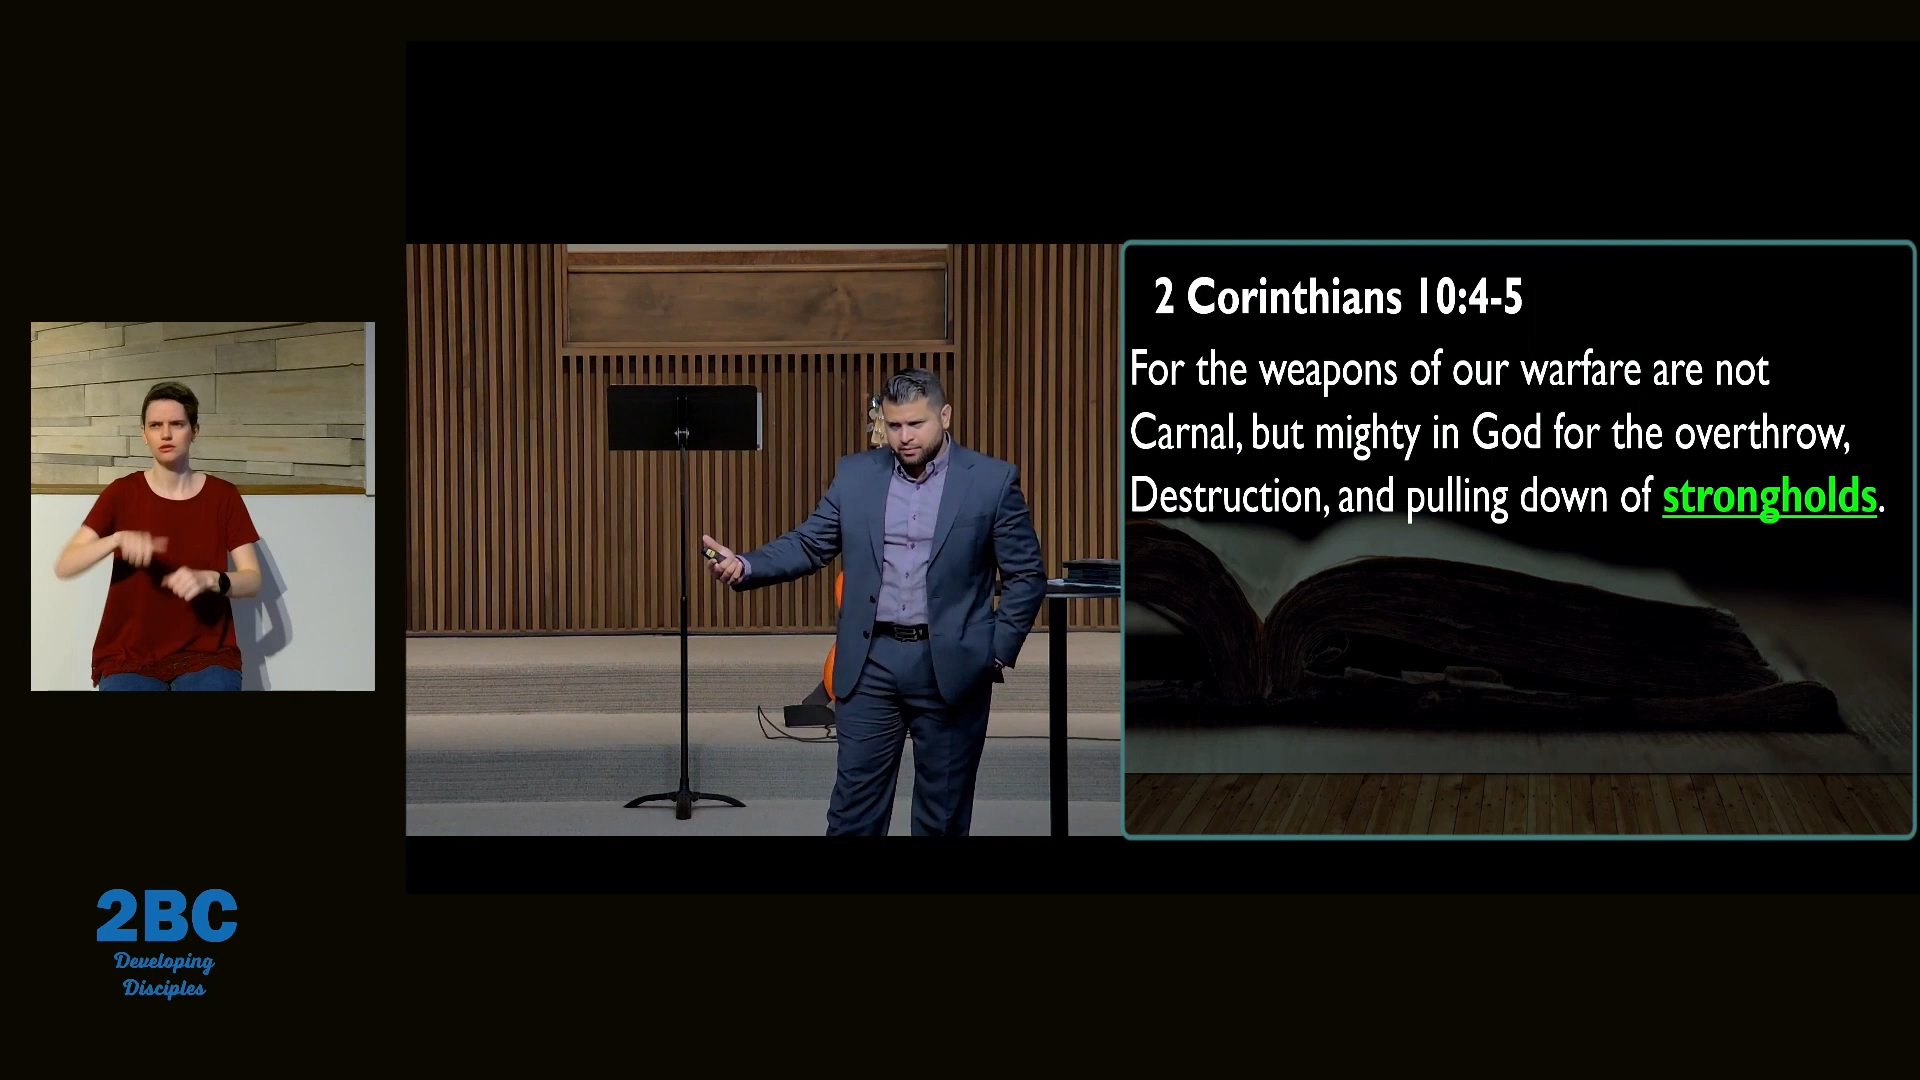 2 Corinthians 10:4-5
For the weapons of our warfare are not
Carnal, but mighty in God for the overthrow,
Destruction, and pulling down of strongholds.
2BC
Developing
Disciples